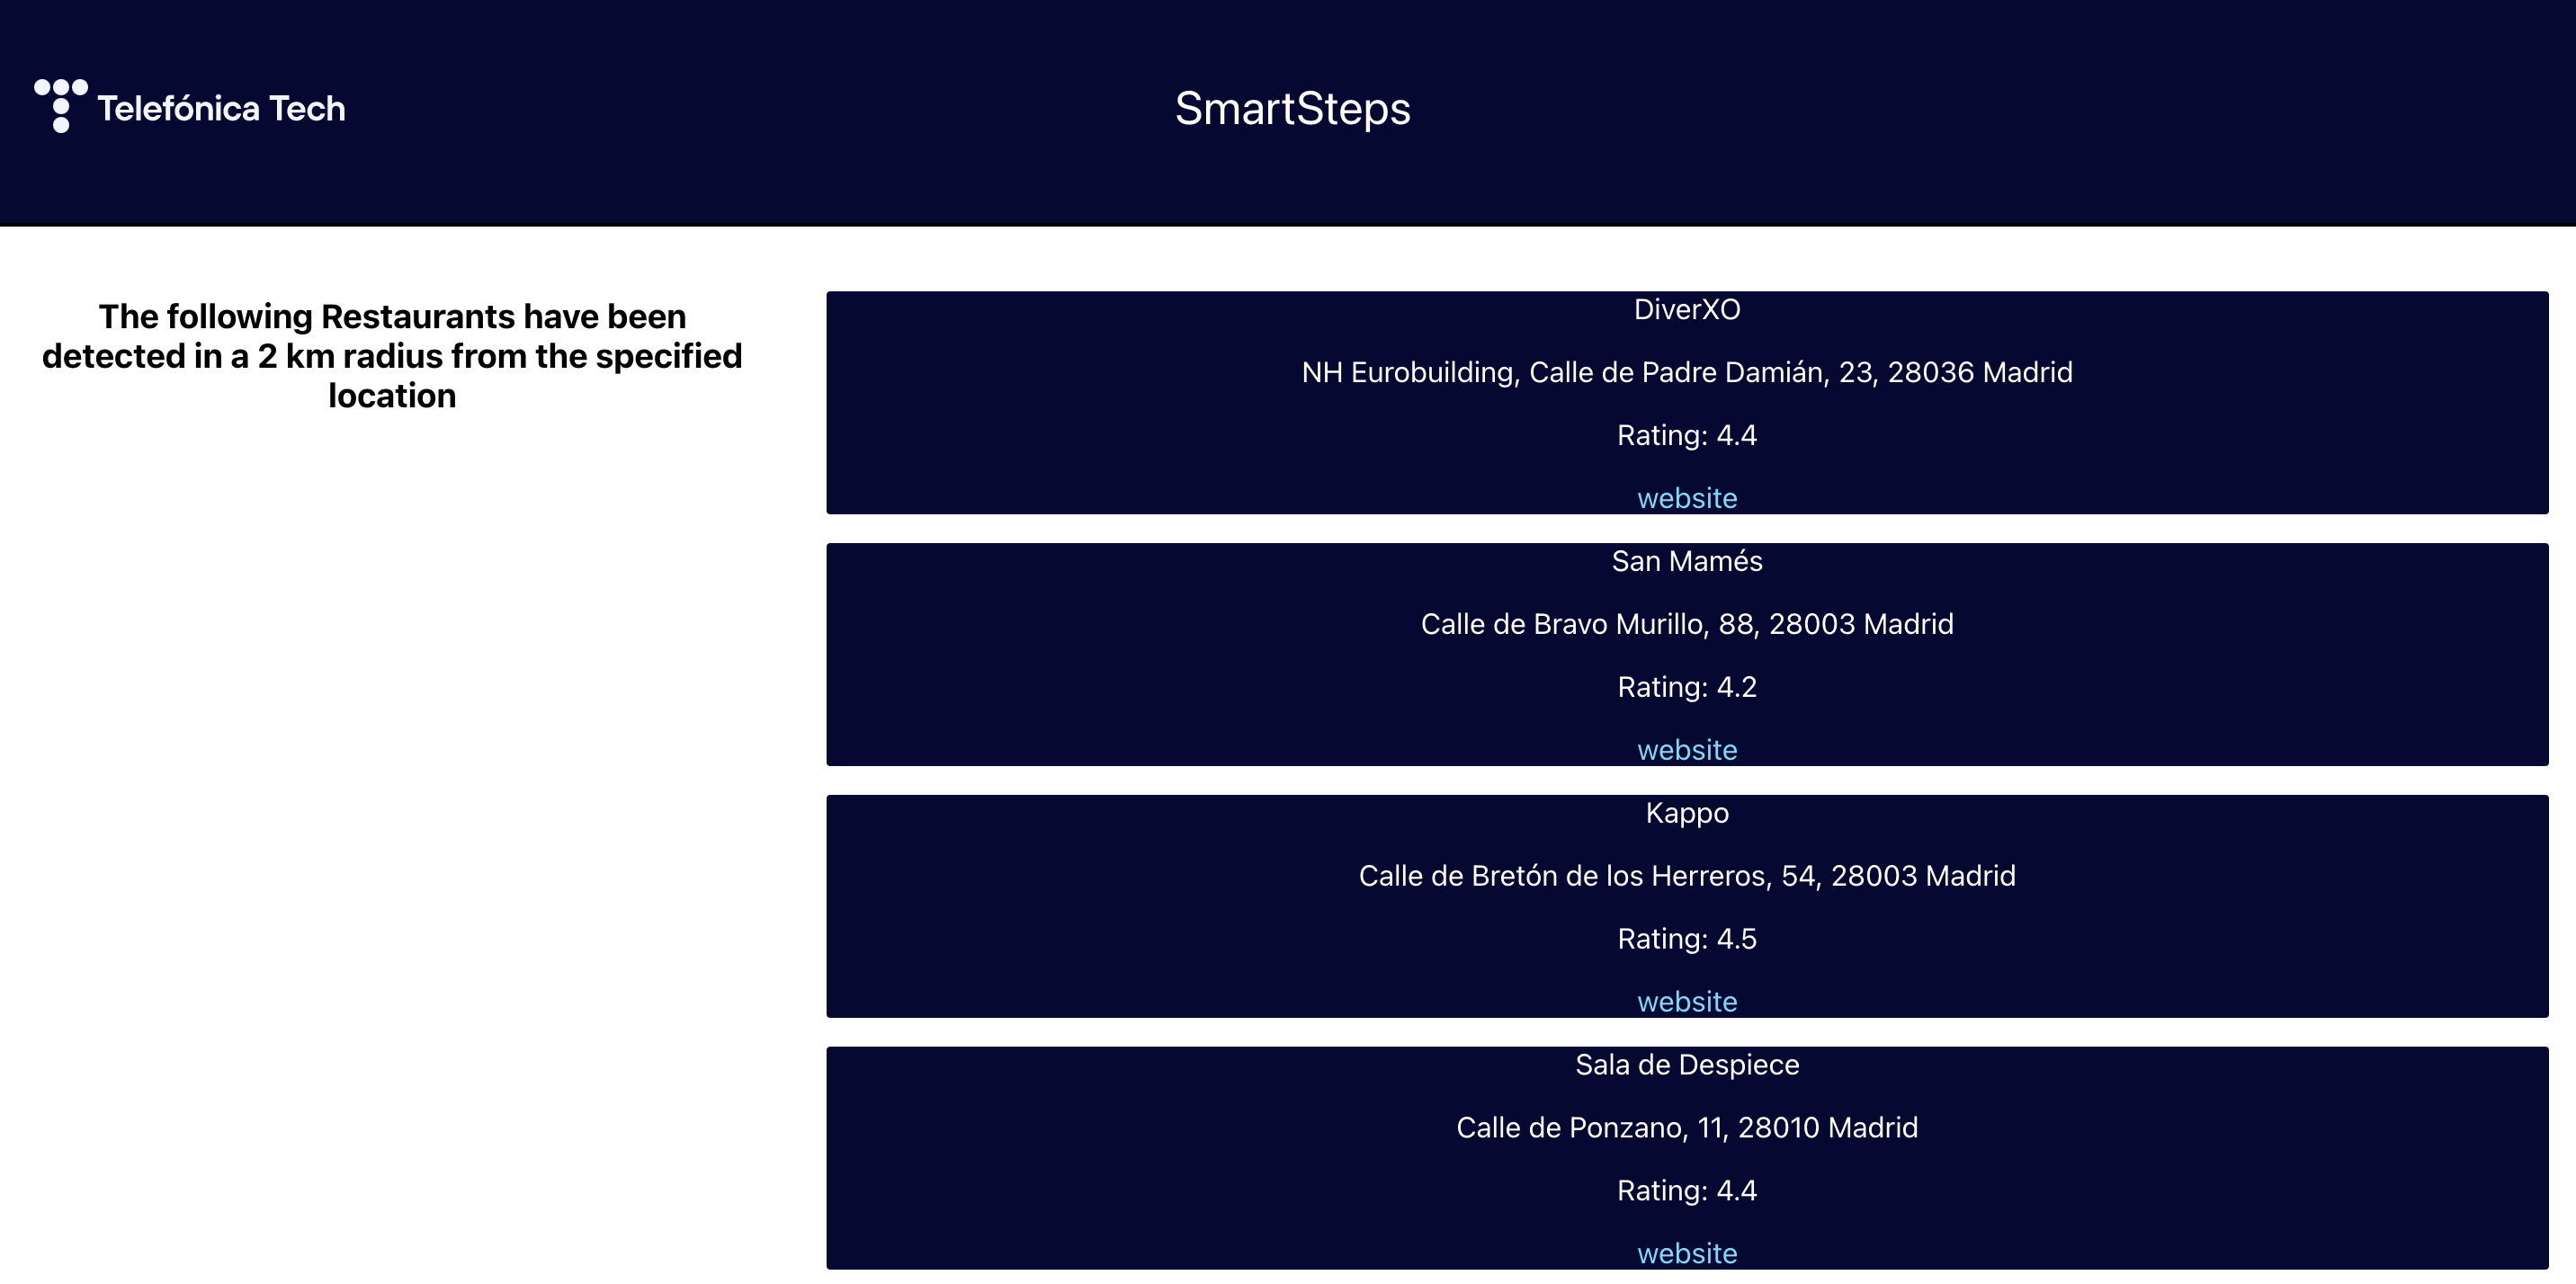 Telefónica Tech
SmartSteps
The following Restaurants have been
detected in a 2 km radius from the specified
location
DiverXO
NH Eurobuilding, Calle de Padre Damián, 23, 28036 Madrid
Rating: 4.4
website
San Mamés
Calle de Bravo Murillo, 88, 28003 Madrid
Rating: 4.2
website
Kappo
Calle de Bretón de los Herreros, 54, 28003 Madrid
Rating: 4.5
website
Sala de Despiece
Calle de Ponzano, 11, 28010 Madrid
Rating: 4.4
website